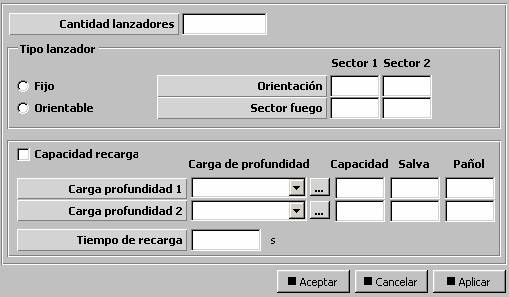 Cantidad lanzadores
Tipo lanzador
Sector 1 Sector 2
Fijo
Orientación
Orientable
Sector fuego
Capacidad recarga
Carga de profundidad Capacidad Salva Pañol
Carga profundidad 1 ...
Carga profundidad 2 ...
Tiempo de recarga s
Aceptar Cancelar Aplicar